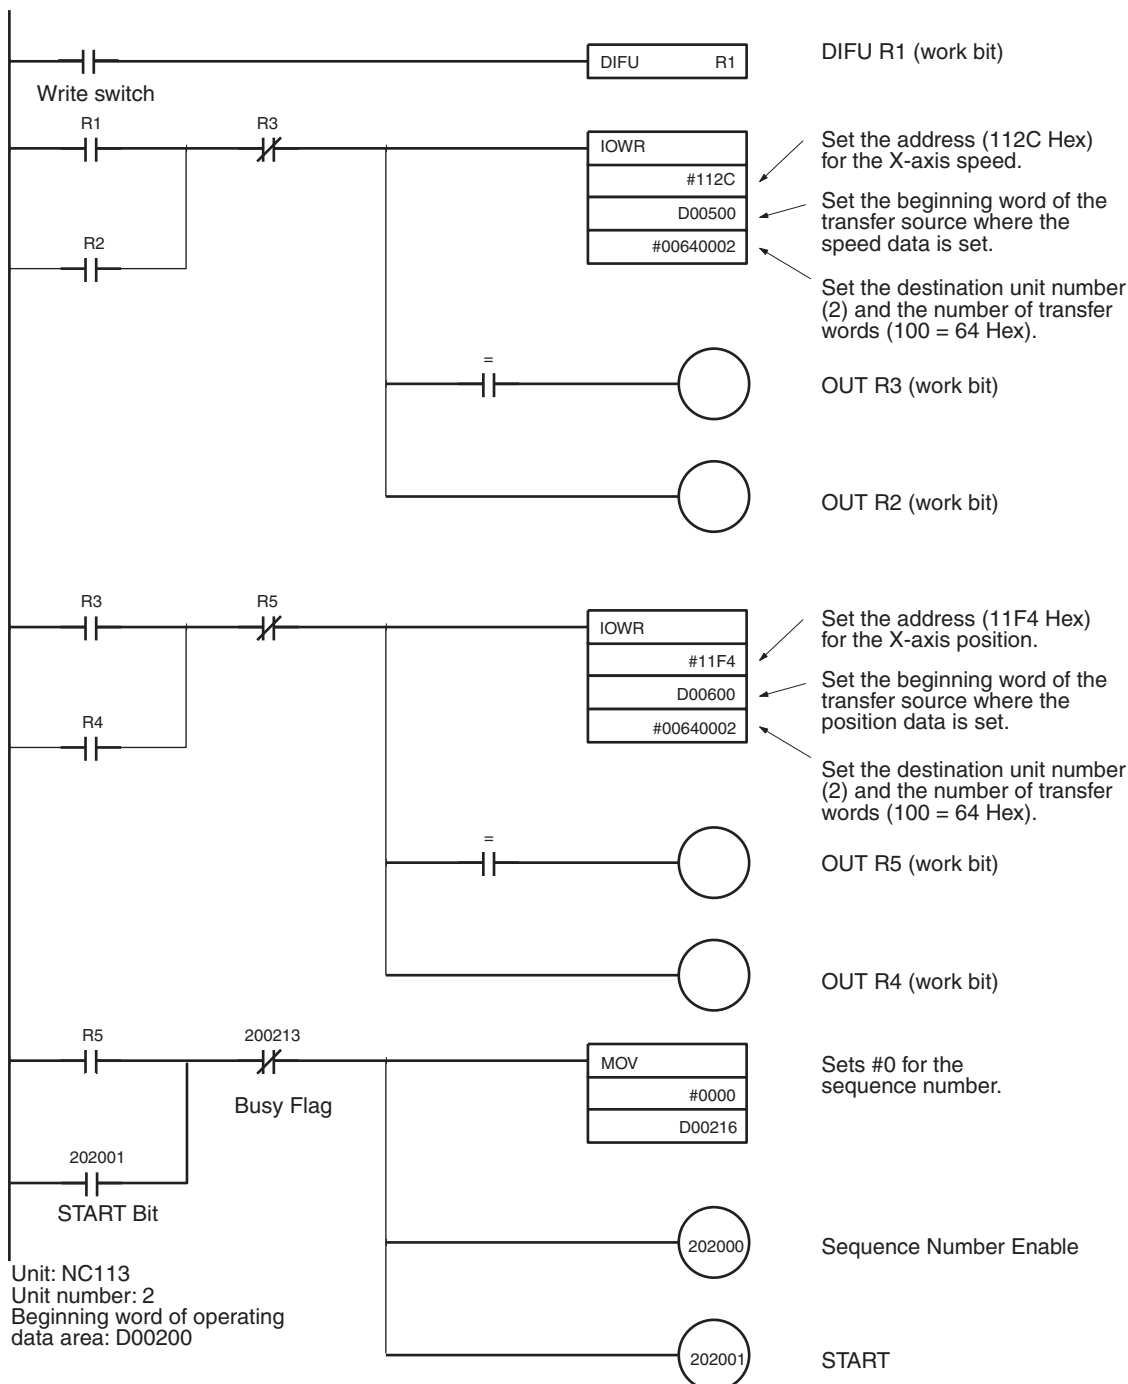 DIFU R1
DIFU R1 (work bit)
Write switch
R1
R3
IOWR
#112C
D00500
#00640002
Set the address (112C Hex)
for the X-axis speed.
Set the beginning word of the
transfer source where the
speed data is set.
Set the destination unit number
(2) and the number of transfer
words (100 = 64 Hex).
R2
=
OUT R3 (work bit)
OUT R2 (work bit)
R3
R5
IOWR
#11F4
D00600
#00640002
Set the address (11F4 Hex)
for the X-axis position.
Set the beginning word of the
transfer source where the
position data is set.
Set the destination unit number
(2) and the number of transfer
words (100 = 64 Hex).
R4
=
OUT R5 (work bit)
OUT R4 (work bit)
R5
200213
Busy Flag
MOV
#0000
D00216
Sets #0 for the
sequence number.
202001
START Bit
202000
Sequence Number Enable
Unit: NC113
Unit number: 2
Beginning word of operating
data area: D00200
202001
START